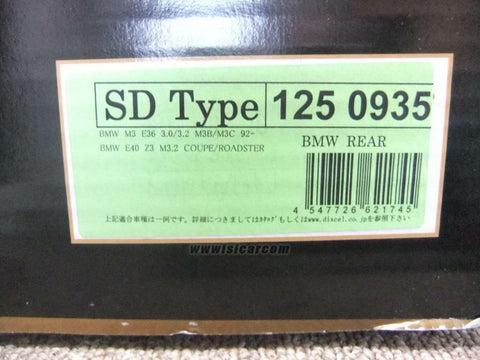 SD Type 125 0935
BMW M3 E36 3.0/3.2 M3B/M3C 92-
BMW E40 Z3 M3.2 COUPE/ROADSTER
BMW REAR
4 547726 621745
上記適合車種は一例です。詳細につきましてはｶﾀﾛｸﾞもしくはwww.dixcel.co.jpを参照下さい
wwwisicar.com